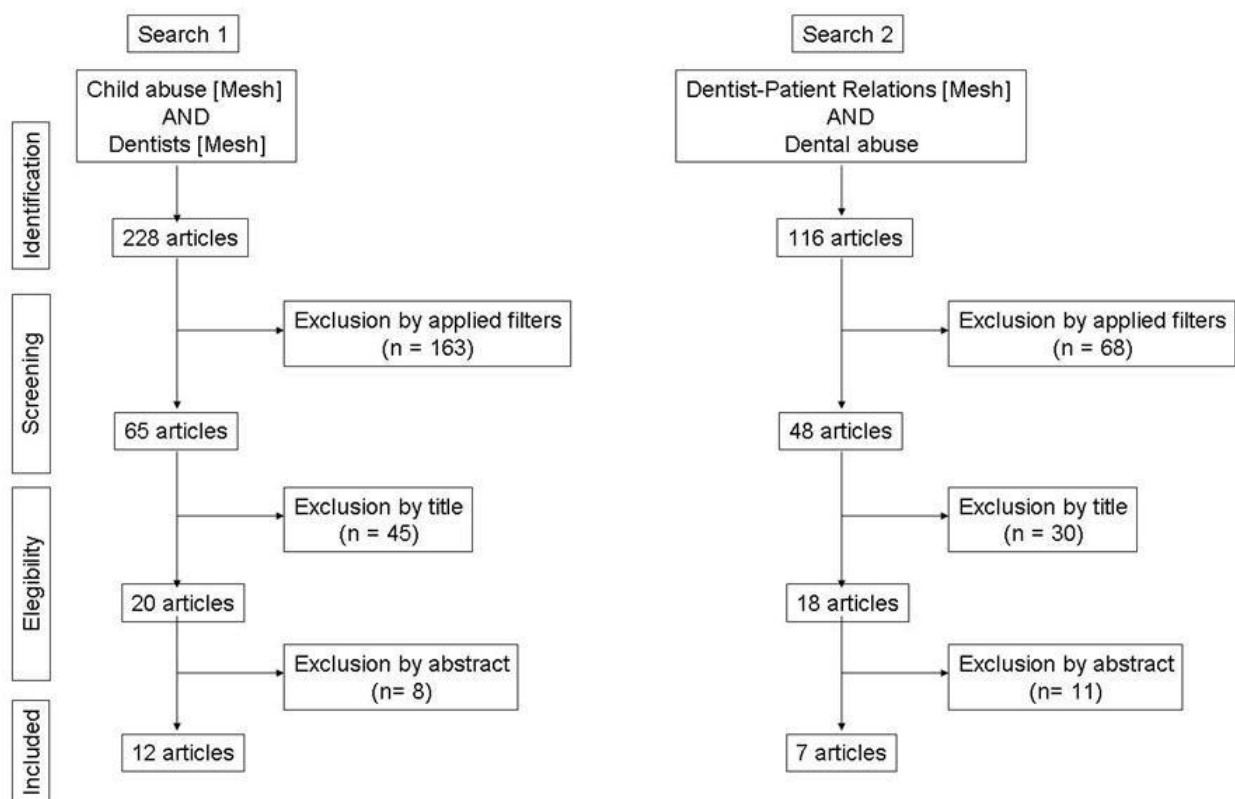 Search 1
Child abuse [Mesh]
AND
Dentists [Mesh]
228 articles
Exclusion by applied filters
(n = 163)
65 articles
Exclusion by title
(n = 45)
20 articles
Exclusion by abstract
(n= 8)
12 articles
Search 2
Dentist-Patient Relations [Mesh]
AND
Dental abuse
116 articles
Exclusion by applied filters
(n = 68)
48 articles
Exclusion by title
(n = 30)
18 articles
Exclusion by abstract
(n= 11)
7 articles
Identification
Screening
Elegibility
Included